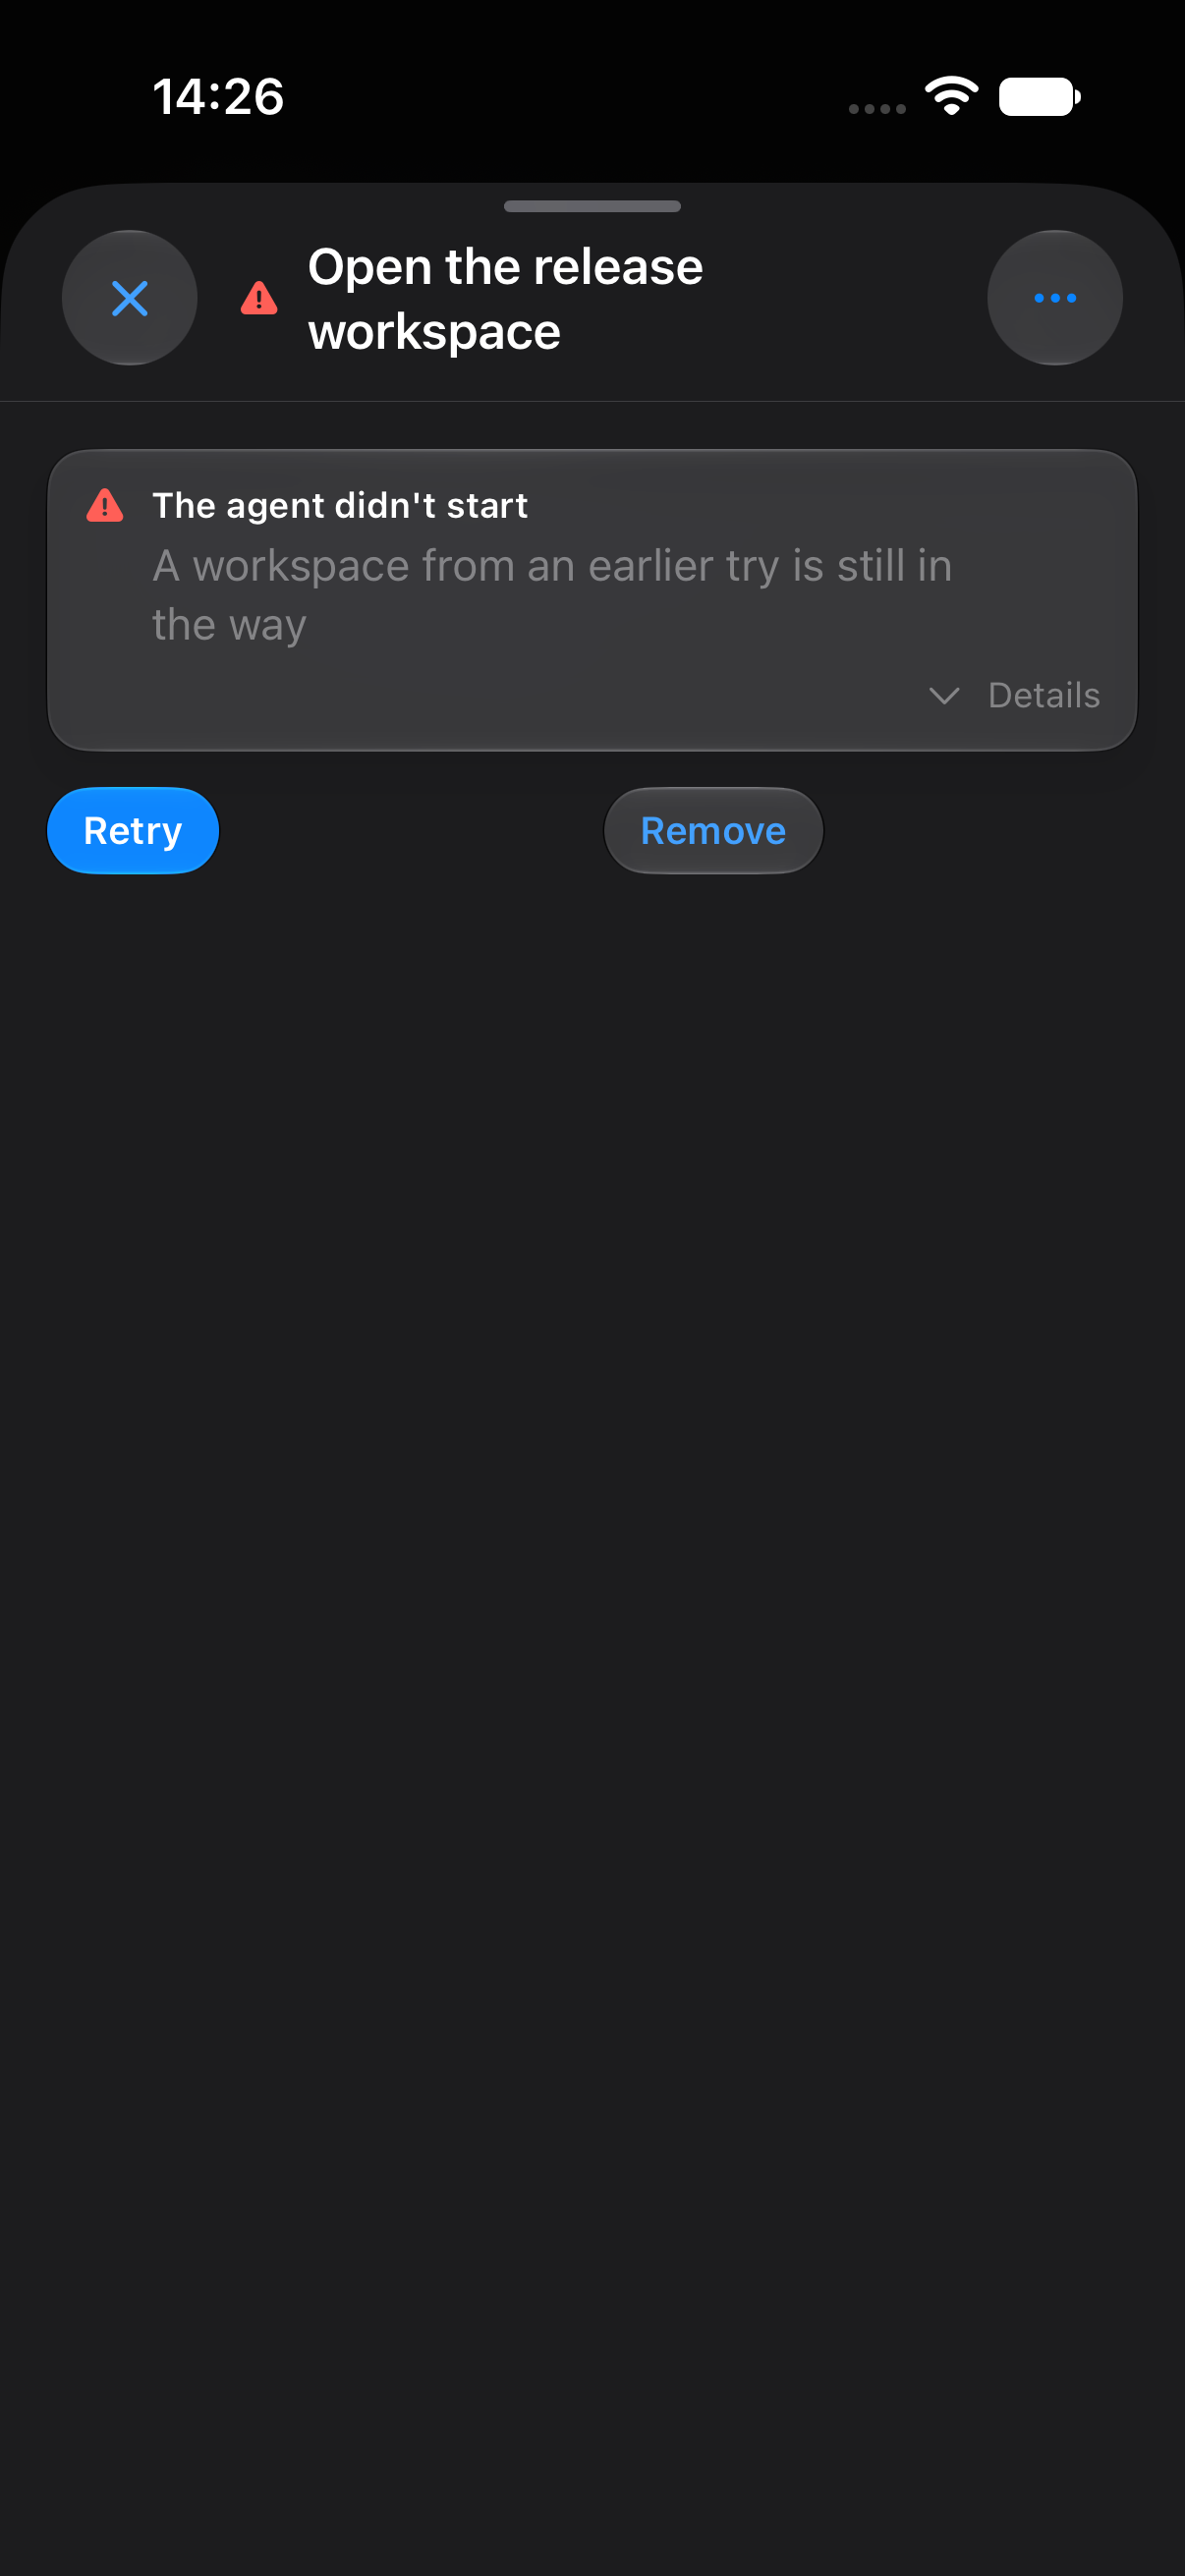 14:26
Open the release
workspace
The agent didn't start
A workspace from an earlier try is still in
the way
Details
Retry
Remove